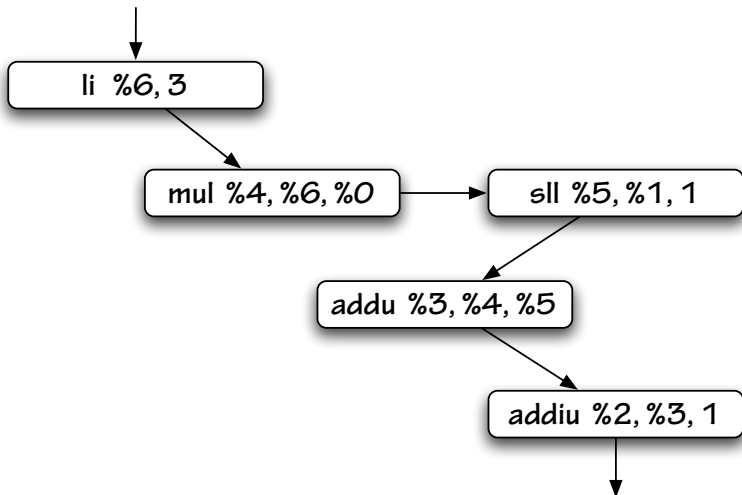 li %6, 3
mul %4, %6, %0
sll %5, %1, 1
addu %3, %4, %5
addiu %2, %3, 1